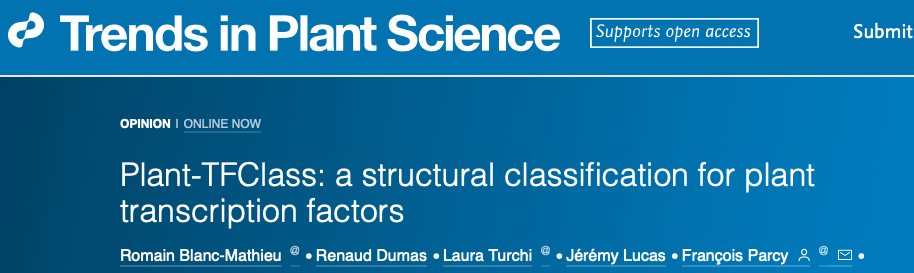 Trends in Plant Science Supports open access Submit
OPINION | ONLINE NOW
Plant-TFClass: a structural classification for plant
transcription factors
Romain Blanc-Mathieu @ • Renaud Dumas • Laura Turchi @ • Jérémy Lucas • François Parcy @ •